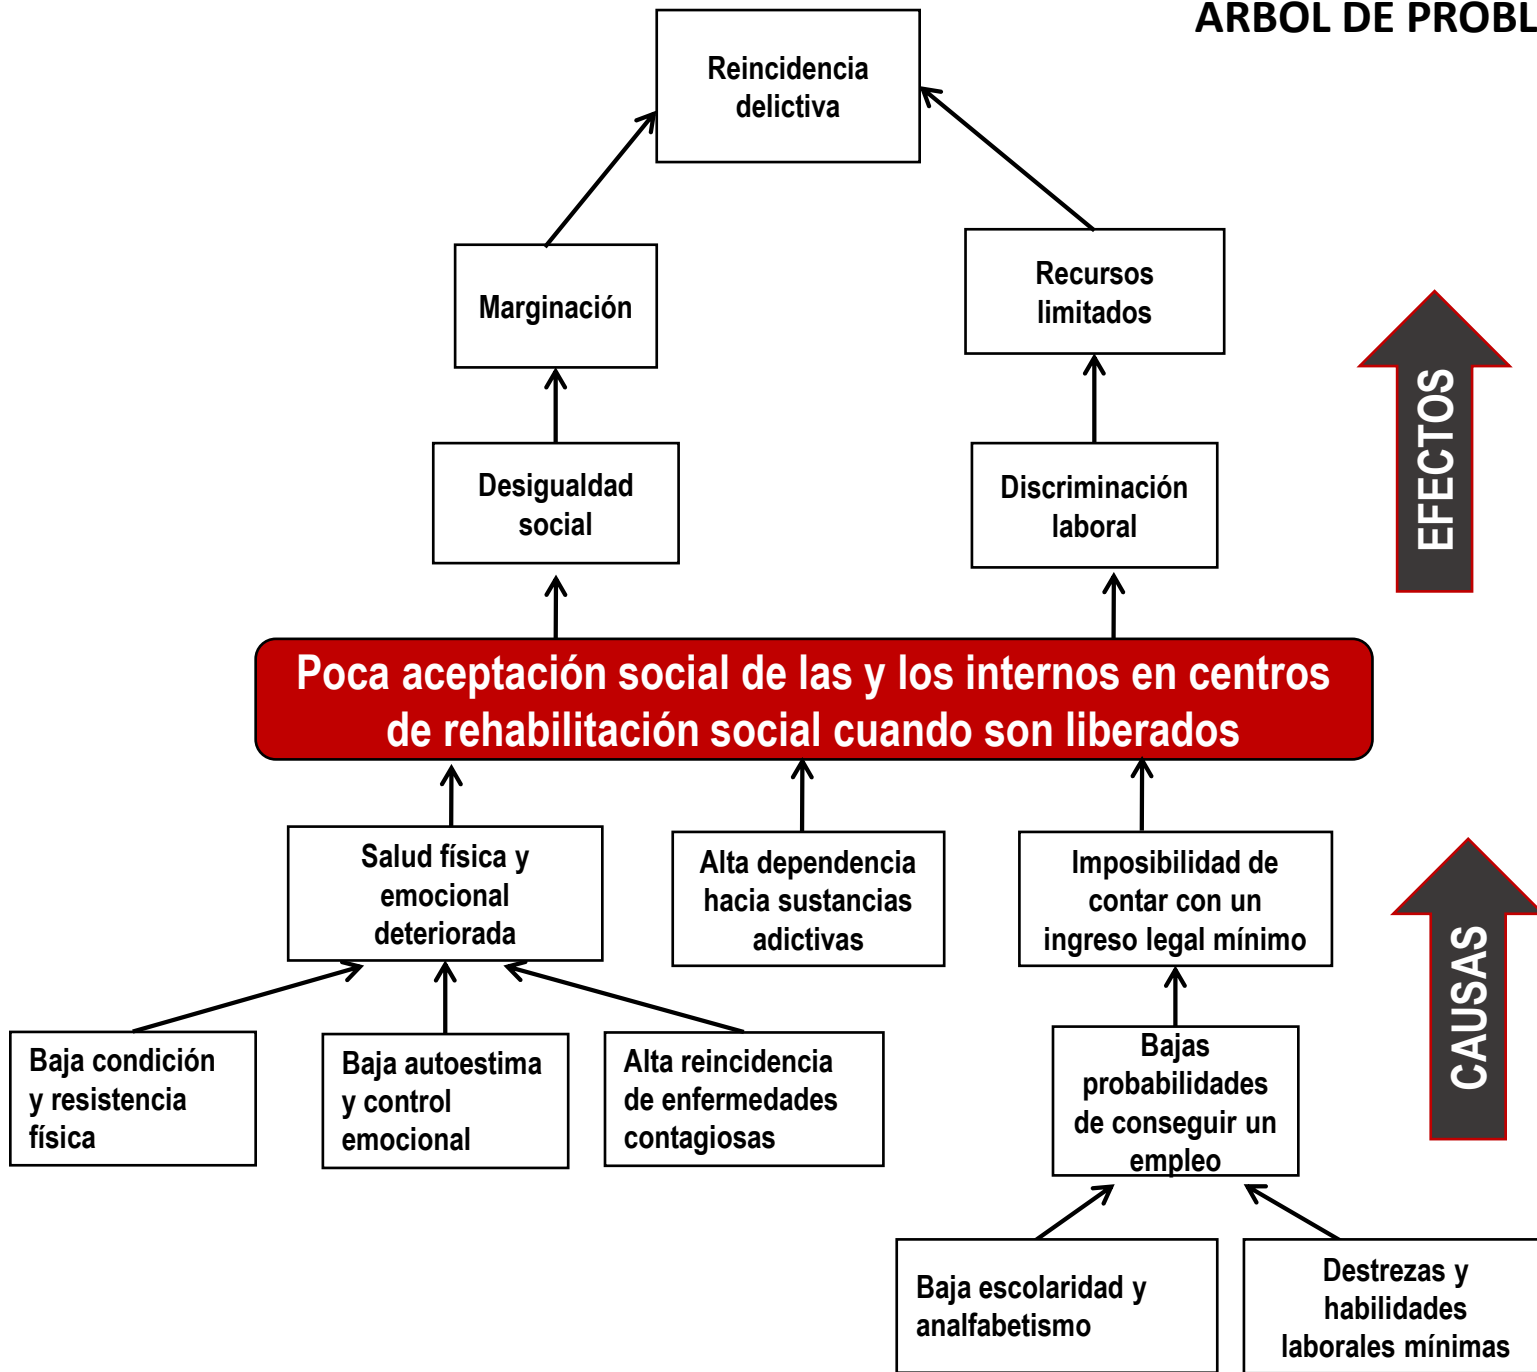 ARBOL DE PROBL
Reincidencia
delictiva
Marginación
Recursos
limitados
EFECTOS
Desigualdad
social
Discriminación
laboral
Poca aceptación social de las y los internos en centros
de rehabilitación social cuando son liberados
Salud física y
emocional
deteriorada
Alta dependencia
hacia sustancias
adictivas
Imposibilidad de
contar con un
ingreso legal mínimo
CAUSAS
Baja condición
y resistencia
física
Baja autoestima
y control
emocional
Alta reincidencia
de enfermedades
contagiosas
Bajas
probabilidades
de conseguir un
empleo
Baja escolaridad y
analfabetismo
Destrezas y
habilidades
laborales mínimas